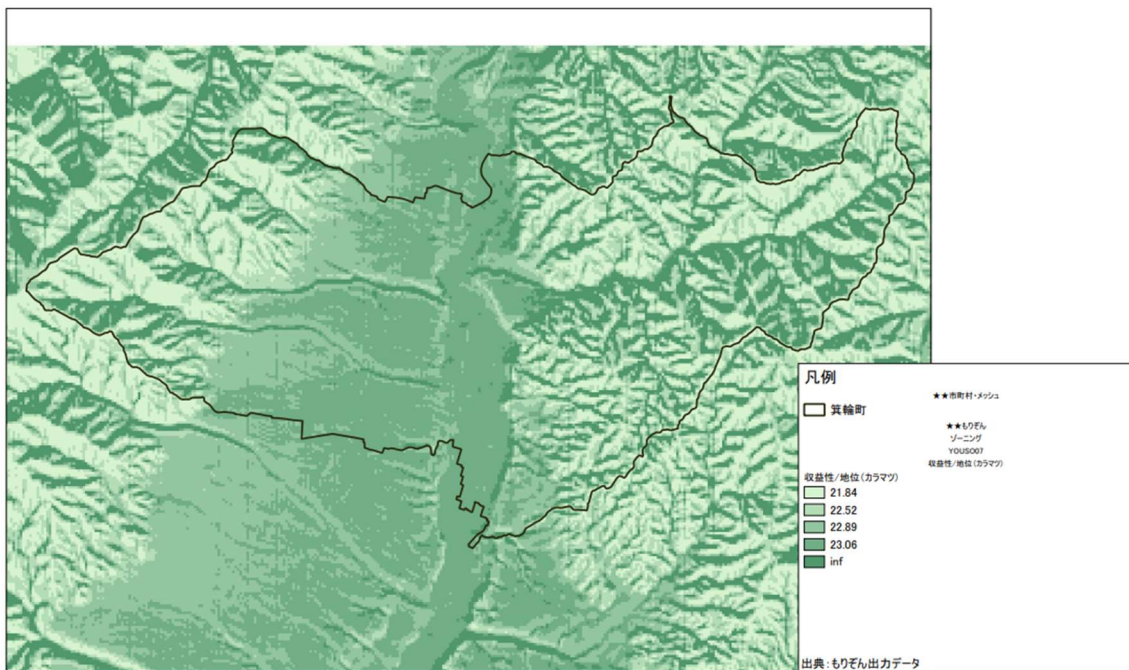 凡例
★★市町村・メッシュ
箕輪町
★★もりぞん
ゾーニング
YOUSO07
収益性/地位(カラマツ)
収益性/地位(カラマツ)
21.84
22.52
22.89
23.06
inf
出典:もりぞん出力データ